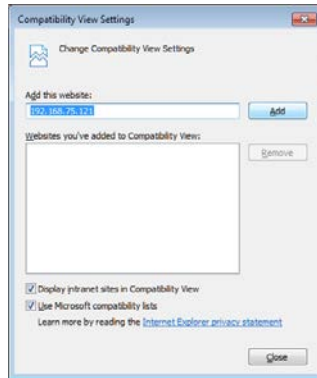 Compatibility View Settings
Change Compatibility View Settings
Add this website:
192.168.75.121
Add
Websites you've added to Compatibility View:
Remove
Display intranet sites in Compatibility View
Use Microsoft compatibility lists
Learn more by reading the Internet Explorer privacy statement
Close